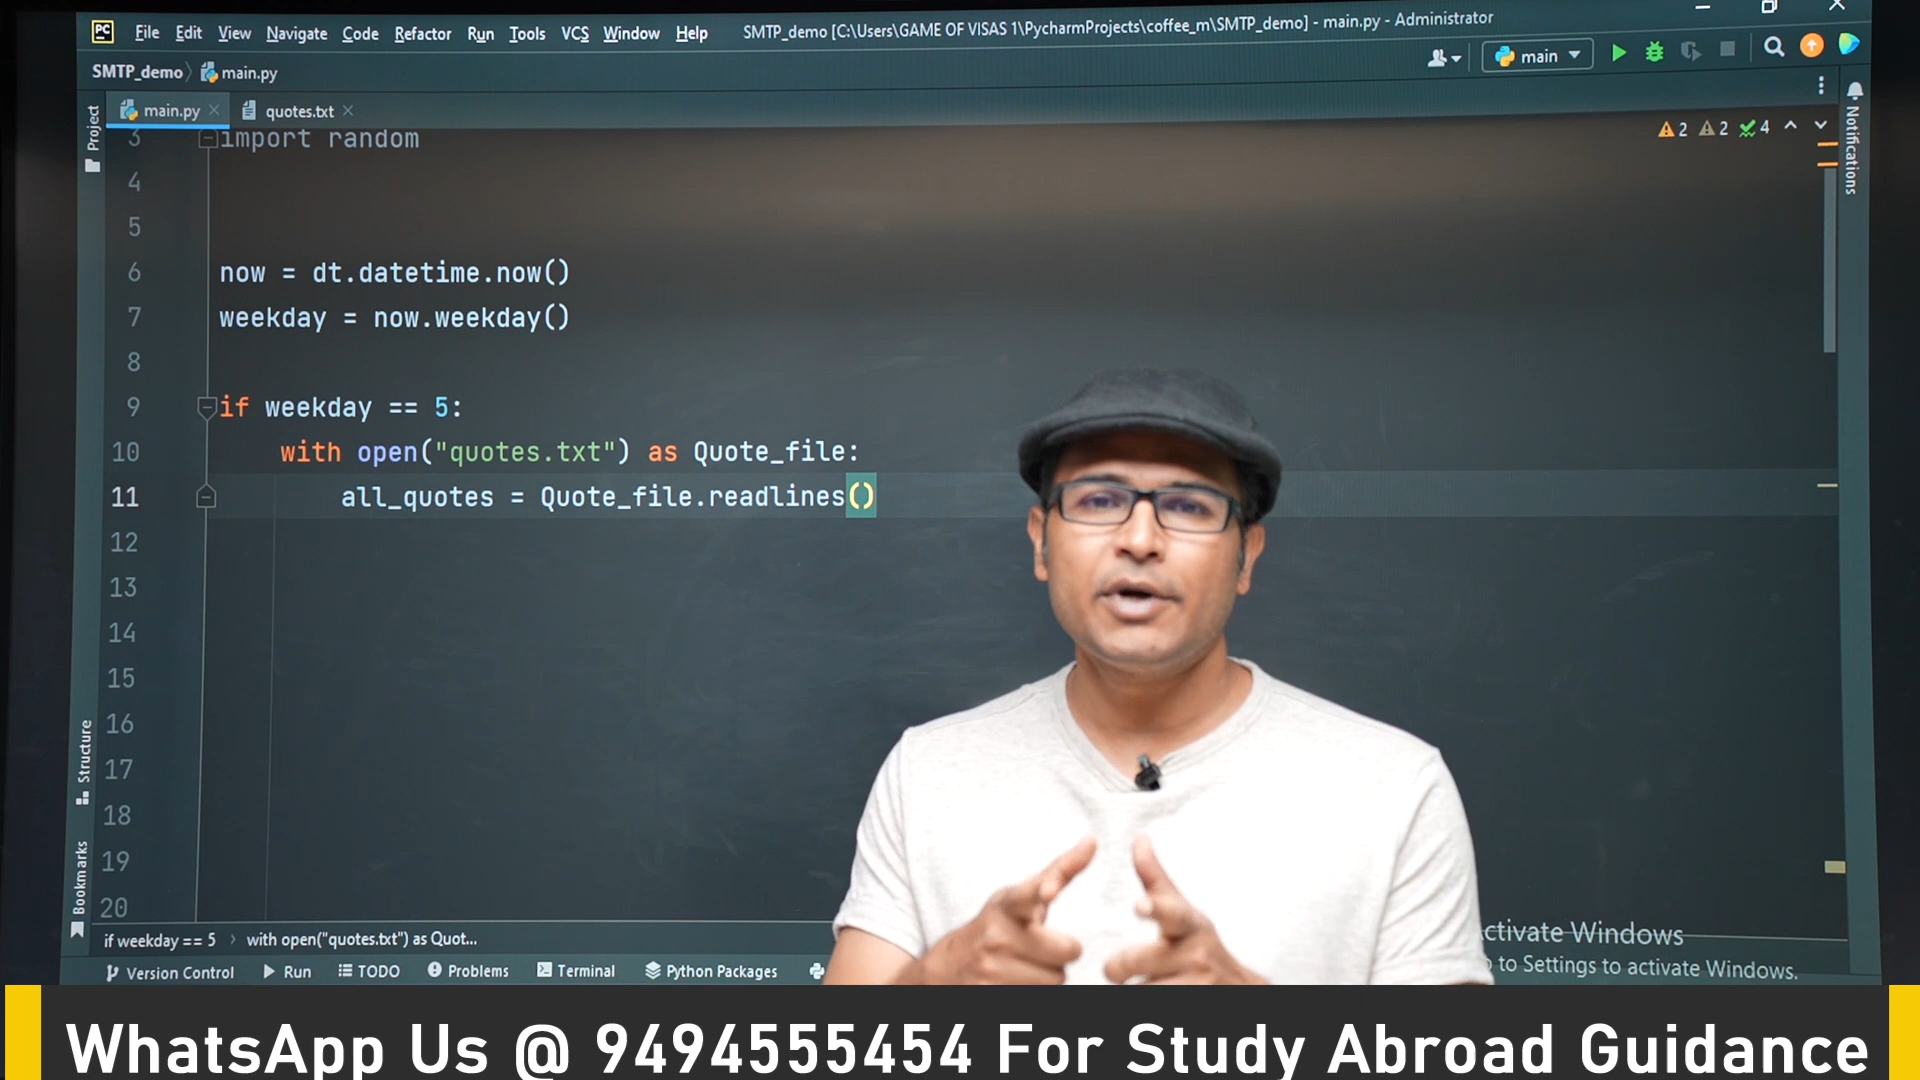 PC File Edit View Navigate Code Refactor Run Tools VCS Window Help SMTP_demo [C:\Users\GAME OF VISAS 1\PycharmProjects\coffee_m\SMTP_demo] - main.py - Administrator
SMTP_demo main.py main
main.py quotes.txt
Project
Notifications
2 2 4
3 import random
4
5
6 now = dt.datetime.now()
7 weekday = now.weekday()
8
9 if weekday == 5:
10 with open("quotes.txt") as Quote_file:
11 all_quotes = Quote_file.readlines()
12
13
14
15
16
17
18
19
20
Structure
Bookmarks
if weekday == 5 with open("quotes.txt") as Quot...
ctivate Windows
to Settings to activate Windows.
Version Control Run TODO Problems Terminal Python Packages
WhatsApp Us @ 9494555454 For Study Abroad Guidance